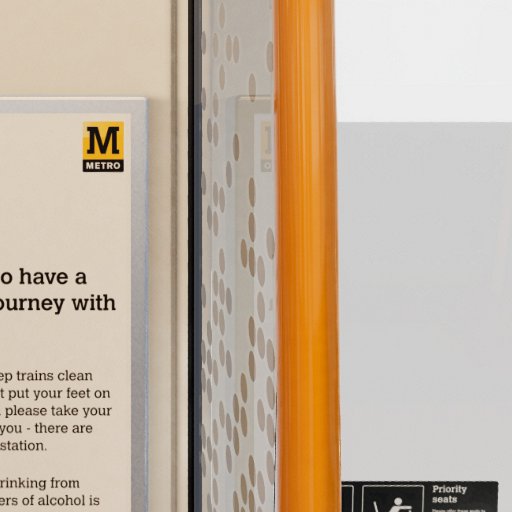 M
METRO
o have a
ourney with
ep trains clean
t put your feet on
please take your
you - there are
station.
rinking from
ers of alcohol is
Priority
seats